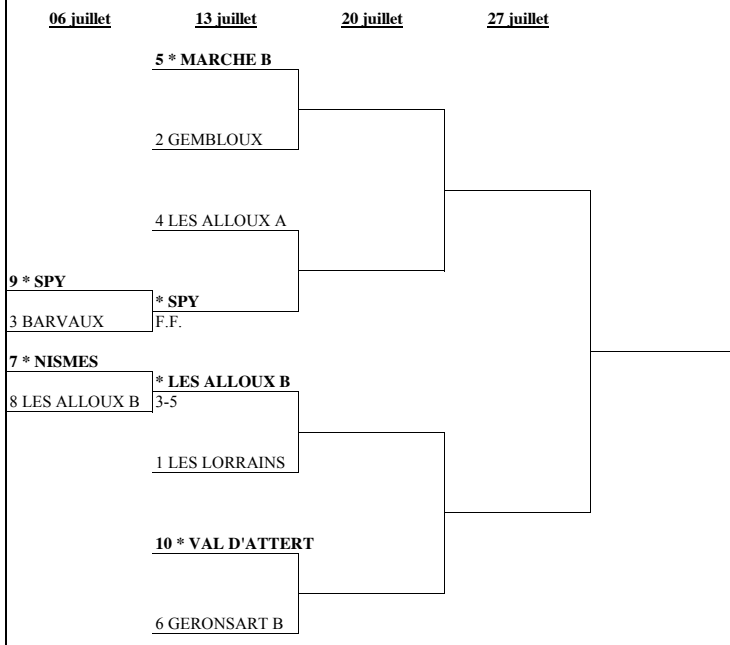 06 juillet 13 juillet 20 juillet 27 juillet
5 * MARCHE B
2 GEMBLOUX
4 LES ALLOUX A
9 * SPY
* SPY
3 BARVAUX F.F.
7 * NISMES
* LES ALLOUX B
8 LES ALLOUX B 3-5
1 LES LORRAINS
10 * VAL D'ATTERT
6 GERONSART B